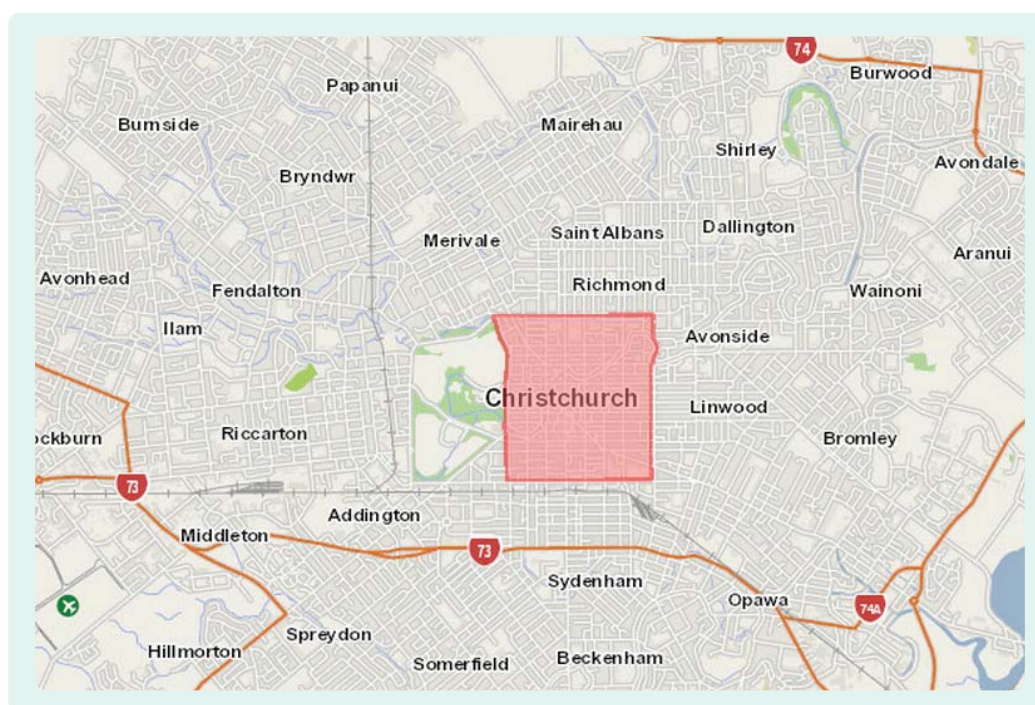 74
Burwood
Papanui
Burnside
Mairehau
Shirley
Avondale
Bryndwr
Dallington
Saint Albans
Merivale
Aranui
Avonhead
Richmond
Fendalton
Wainoni
Ilam
Avonside
Christchurch
Linwood
Riccarton
ockburn
Bromley
73
Addington
Middleton
73
Sydenham
Opawa
74A
Spreydon
Hillmorton
Beckenham
Somerfield